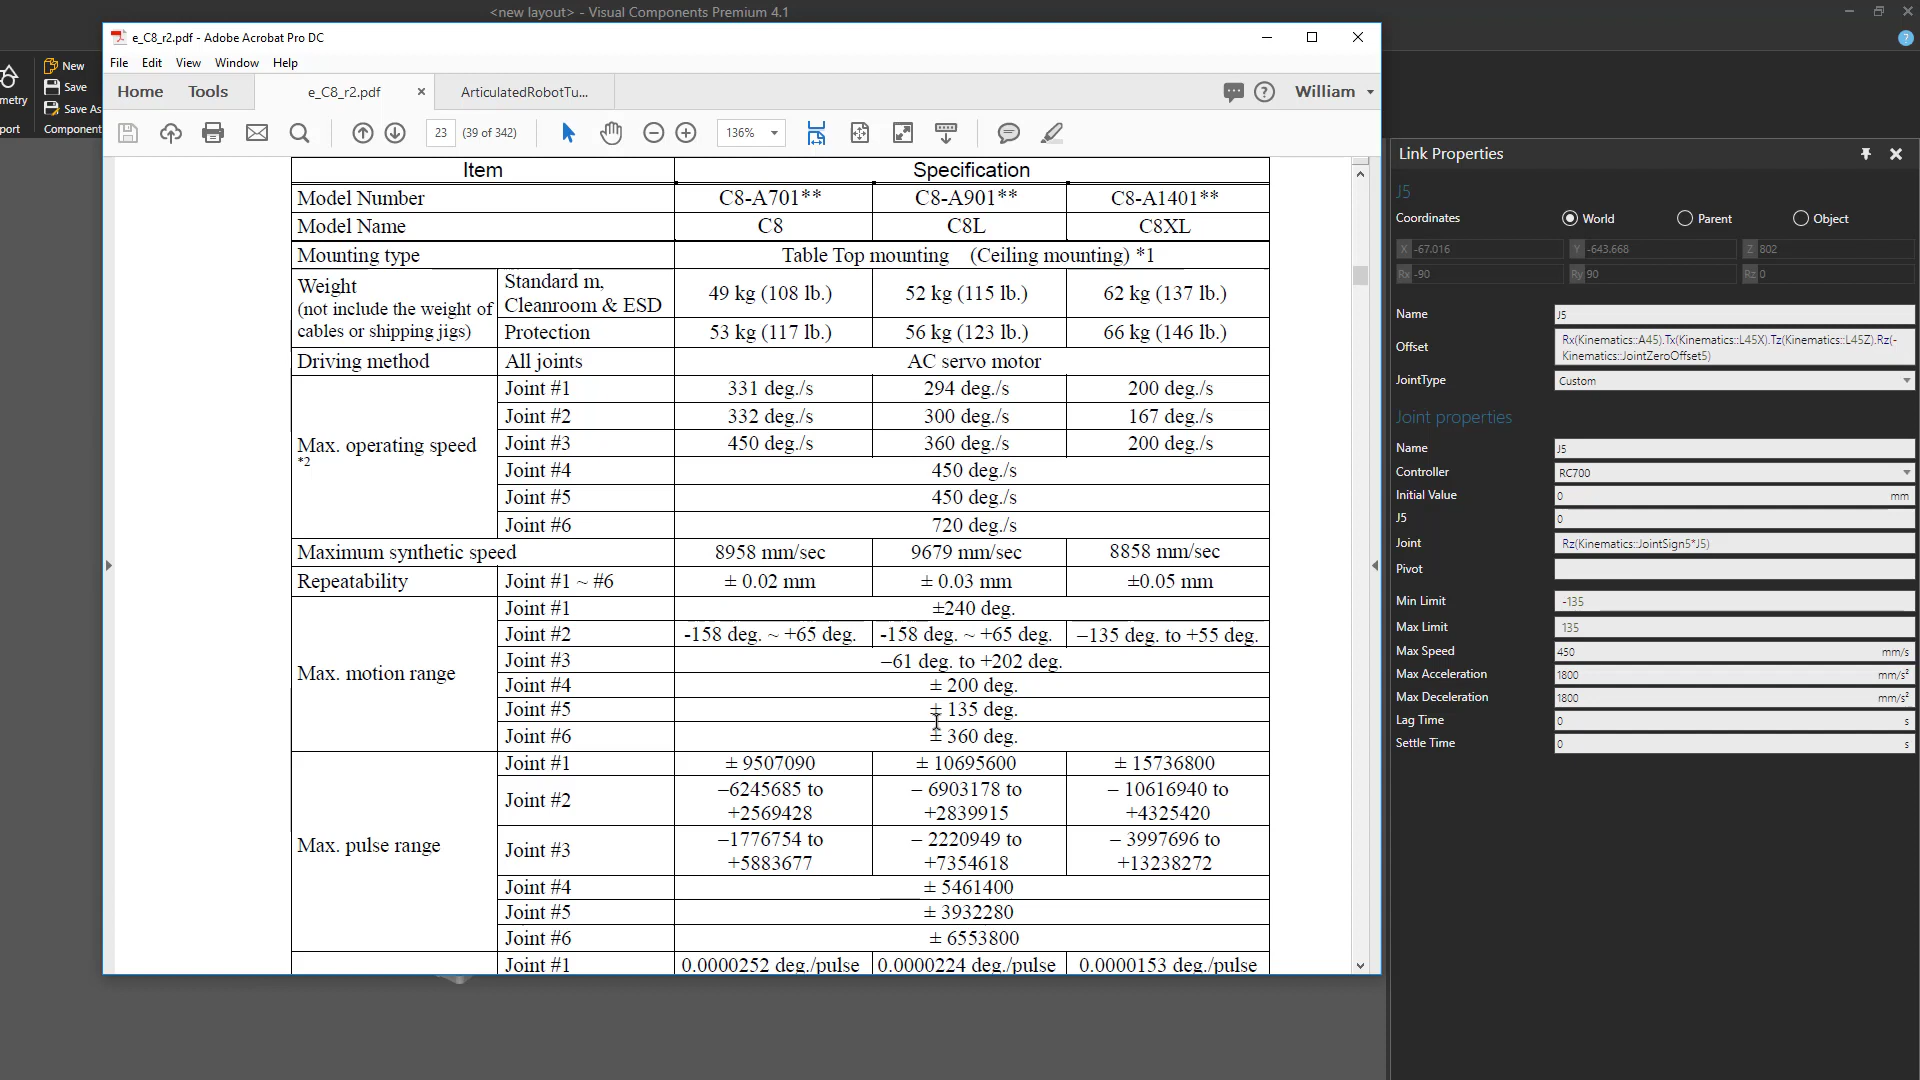 <new layout> - Visual Components Premium 4.1
e_C8_r2.pdf - Adobe Acrobat Pro DC
File Edit View Window Help
Home Tools e_C8_r2.pdf × ArticulatedRobotTu... William
23 (39 of 342) 136%
metry
port
New
Save
Save As
Component
Item Specification
Model Number C8-A701** C8-A901** C8-A1401**
Model Name C8 C8L C8XL
Mounting type Table Top mounting (Ceiling mounting) *1
Weight
(not include the weight of
cables or shipping jigs)
Standard m,
Cleanroom & ESD
49 kg (108 lb.) 52 kg (115 lb.) 62 kg (137 lb.)
Protection 53 kg (117 lb.) 56 kg (123 lb.) 66 kg (146 lb.)
Driving method All joints AC servo motor
Max. operating speed
*2
Joint #1 331 deg./s 294 deg./s 200 deg./s
Joint #2 332 deg./s 300 deg./s 167 deg./s
Joint #3 450 deg./s 360 deg./s 200 deg./s
Joint #4 450 deg./s
Joint #5 450 deg./s
Joint #6 720 deg./s
Maximum synthetic speed 8958 mm/sec 9679 mm/sec 8858 mm/sec
Repeatability Joint #1 ~ #6 ± 0.02 mm ± 0.03 mm ±0.05 mm
Max. motion range
Joint #1 ±240 deg.
Joint #2 -158 deg. ~ +65 deg. -158 deg. ~ +65 deg. –135 deg. to +55 deg.
Joint #3 –61 deg. to +202 deg.
Joint #4 ± 200 deg.
Joint #5 ± 135 deg.
Joint #6 ± 360 deg.
Max. pulse range
Joint #1 ± 9507090 ± 10695600 ± 15736800
Joint #2
–6245685 to – 6903178 to – 10616940 to
+2569428 +2839915 +4325420
Joint #3
–1776754 to – 2220949 to – 3997696 to
+5883677 +7354618 +13238272
Joint #4 ± 5461400
Joint #5 ± 3932280
Joint #6 ± 6553800
Joint #1 0.0000252 deg./pulse 0.0000224 deg./pulse 0.0000153 deg./pulse
Link Properties
J5
Coordinates World Parent Object
X -67.016 Y -643.668 Z 802
Rx -90 Ry 90 Rz 0
Name J5
Offset Rx(Kinematics::A45).Tx(Kinematics::L45X).Tz(Kinematics::L45Z).Rz(-
Kinematics::JointZeroOffset5)
JointType Custom
Joint properties
Name J5
Controller RC700
Initial Value 0 mm
J5 0
Joint Rz(Kinematics::JointSign5*J5)
Pivot
Min Limit -135
Max Limit 135
Max Speed 450 mm/s
Max Acceleration 1800 mm/s²
Max Deceleration 1800 mm/s²
Lag Time 0 s
Settle Time 0 s